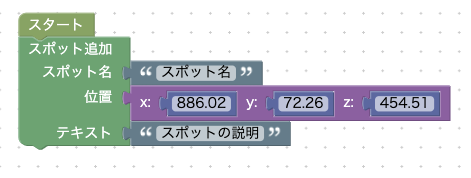 スタート
スポット追加
スポット名 “ スポット名 ”
位置 x: 886.02 y: 72.26 z: 454.51
テキスト “ スポットの説明 ”